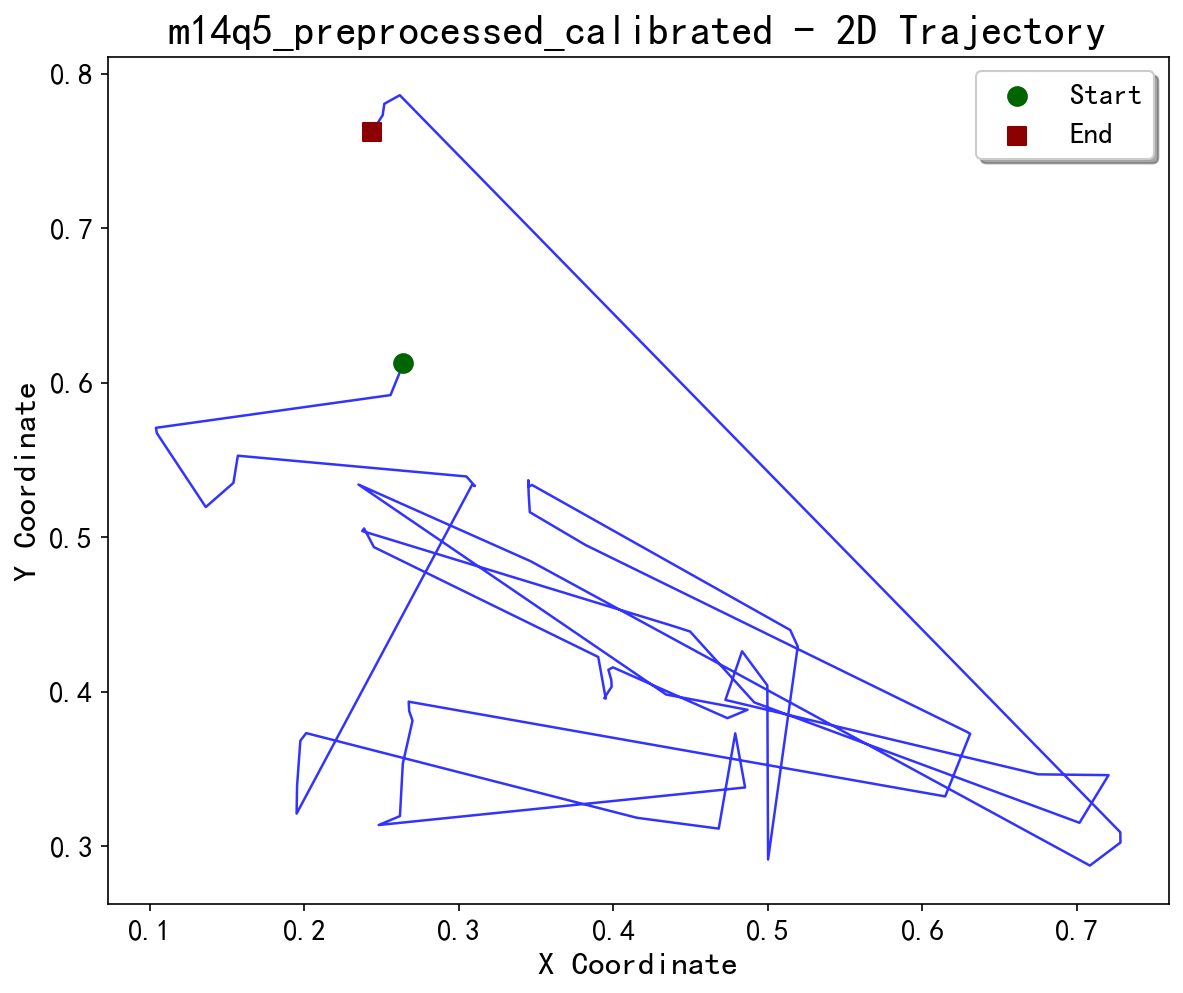 m14q5_preprocessed_calibrated - 2D Trajectory
Start
End
0.8
0.7
0.6
0.5
0.4
0.3
Y Coordinate
0.1 0.2 0.3 0.4 0.5 0.6 0.7
X Coordinate